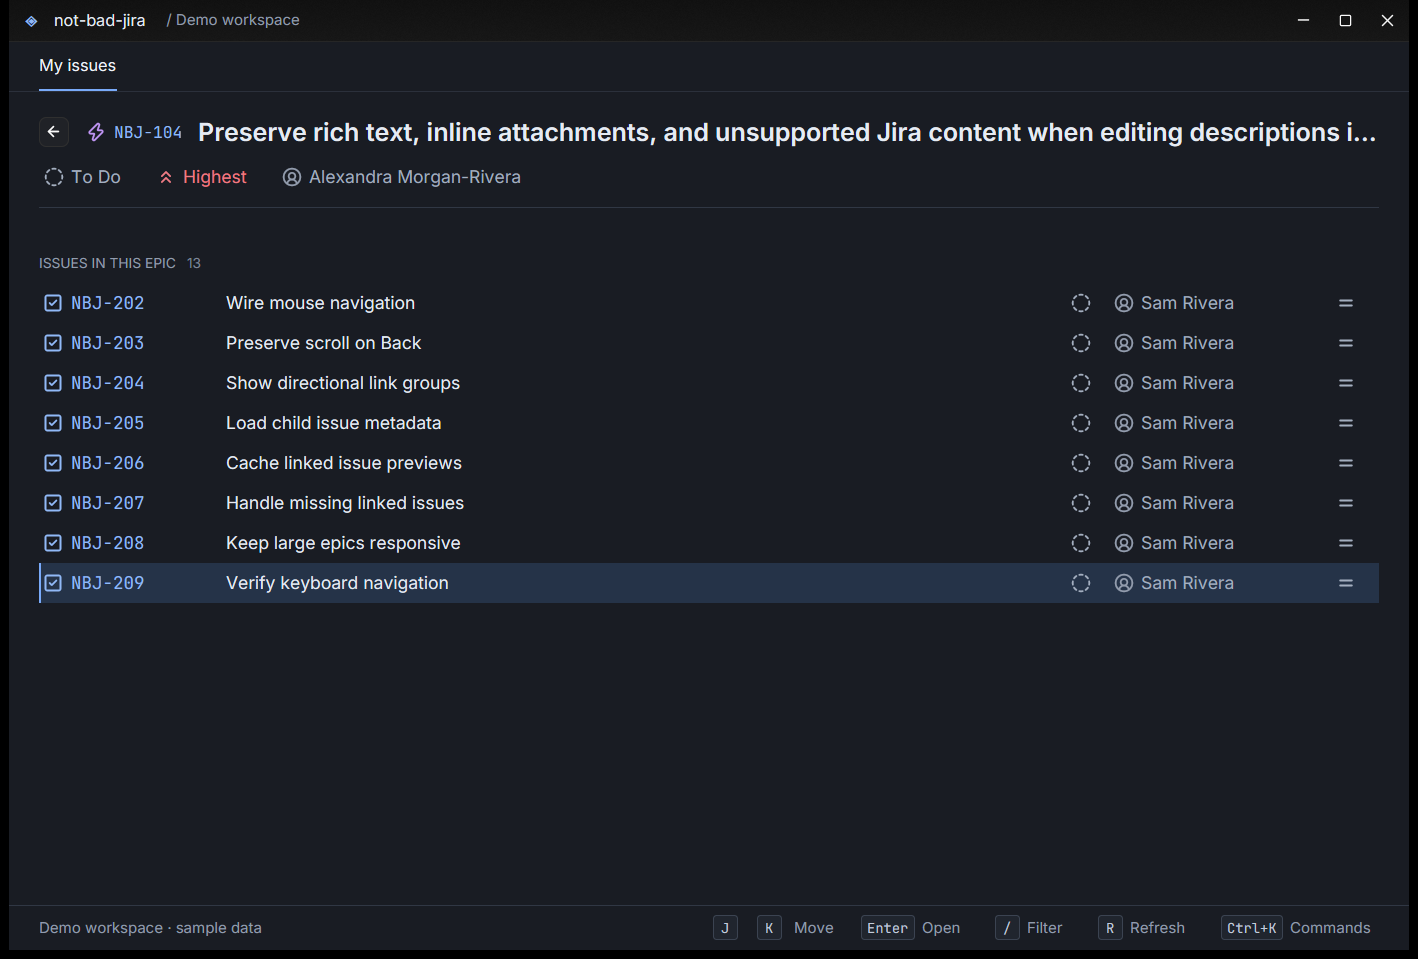 not-bad-jira / Demo workspace
My issues
NBJ-104 Preserve rich text, inline attachments, and unsupported Jira content when editing descriptions i...
To Do Highest Alexandra Morgan-Rivera
ISSUES IN THIS EPIC 13
NBJ-202 Wire mouse navigation Sam Rivera
NBJ-203 Preserve scroll on Back Sam Rivera
NBJ-204 Show directional link groups Sam Rivera
NBJ-205 Load child issue metadata Sam Rivera
NBJ-206 Cache linked issue previews Sam Rivera
NBJ-207 Handle missing linked issues Sam Rivera
NBJ-208 Keep large epics responsive Sam Rivera
NBJ-209 Verify keyboard navigation Sam Rivera
Demo workspace · sample data J K Move Enter Open / Filter R Refresh Ctrl+K Commands